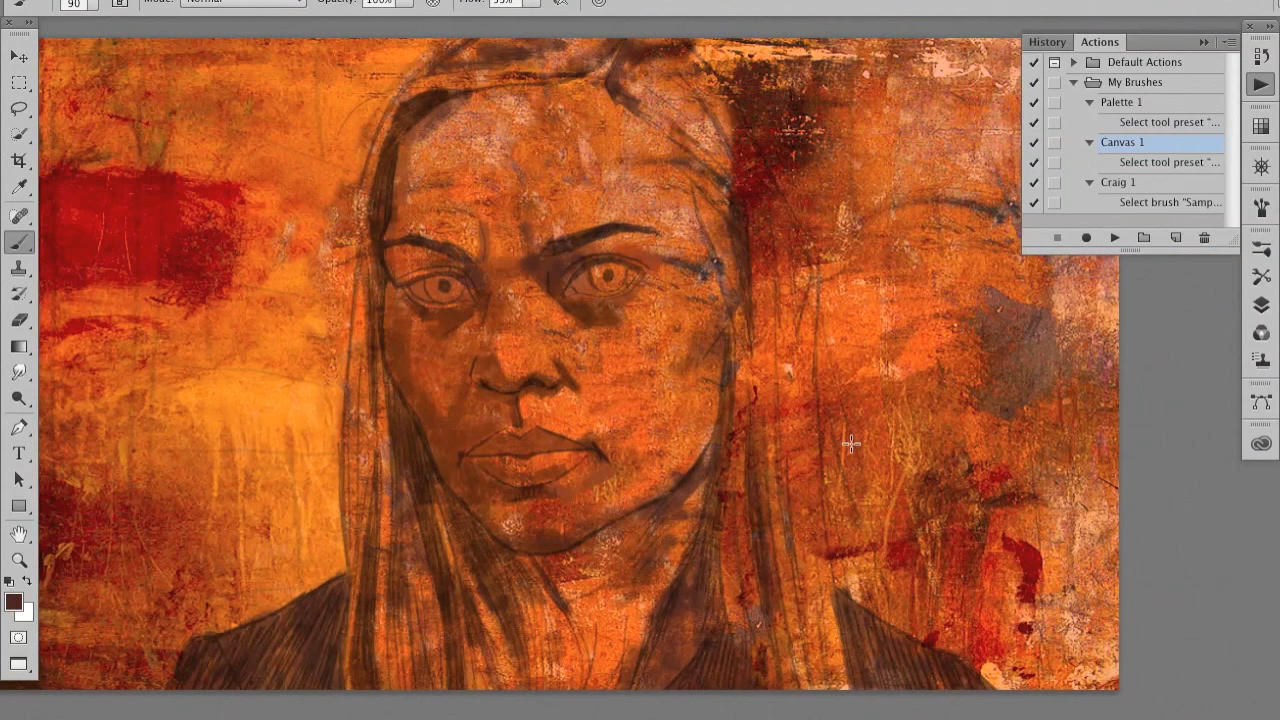 90
Mode:
Normal
Opacity:
100%
Flow:
History
Actions
Default Actions
My Brushes
Palette 1
Select tool preset "...
Canvas 1
Select tool preset "...
Craig 1
Select brush "Samp...